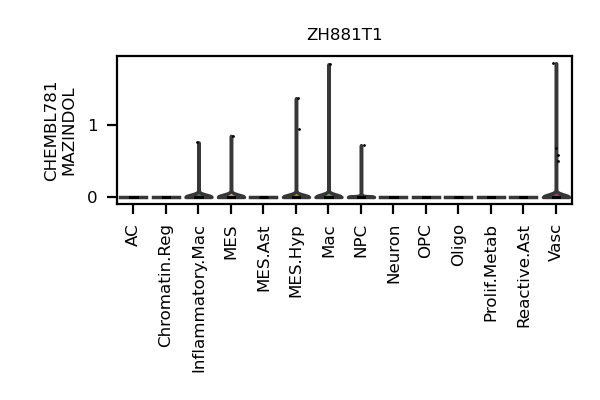 ZH881T1
CHEMBL781
MAZINDOL
1
0
AC
Chromatin.Reg
Inflammatory.Mac
MES
MES.Ast
MES.Hyp
Mac
NPC
Neuron
OPC
Oligo
Prolif.Metab
Reactive.Ast
Vasc